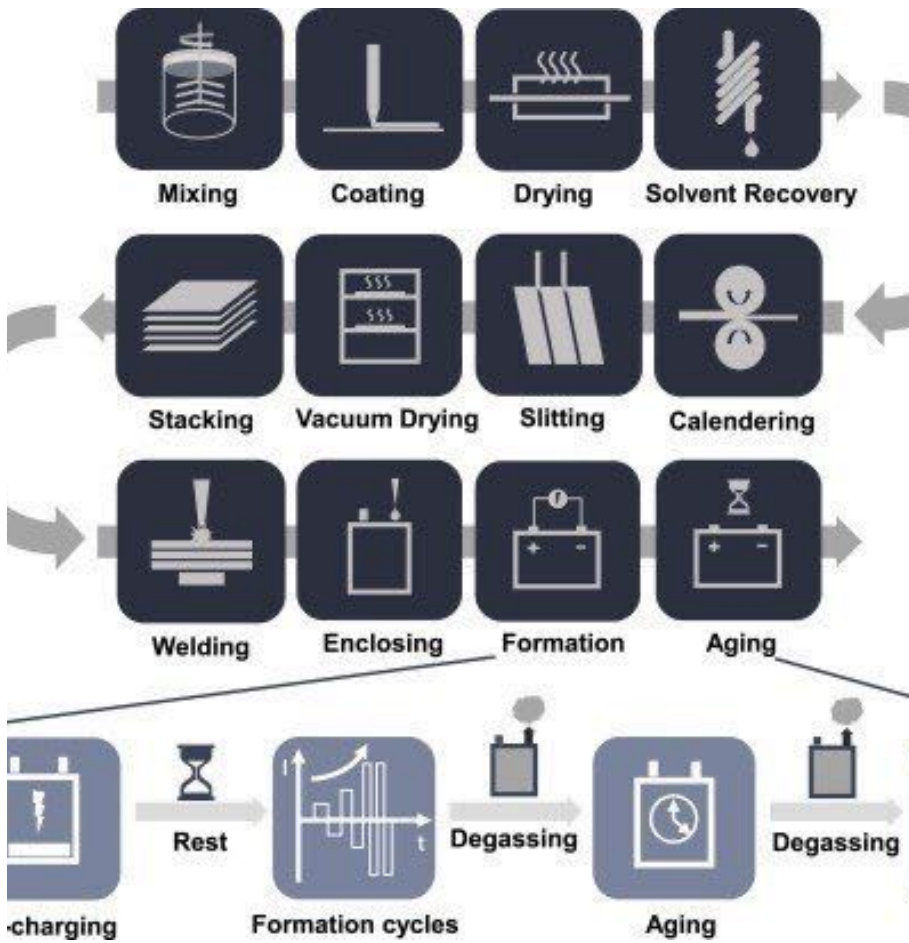 Mixing
Coating
Drying
Solvent Recovery
Stacking
Vacuum Drying
Slitting
Calendering
Welding
Enclosing
Formation
Aging
+ -
+ -
I
t
Rest
Degassing
Degassing
-charging
Formation cycles
Aging